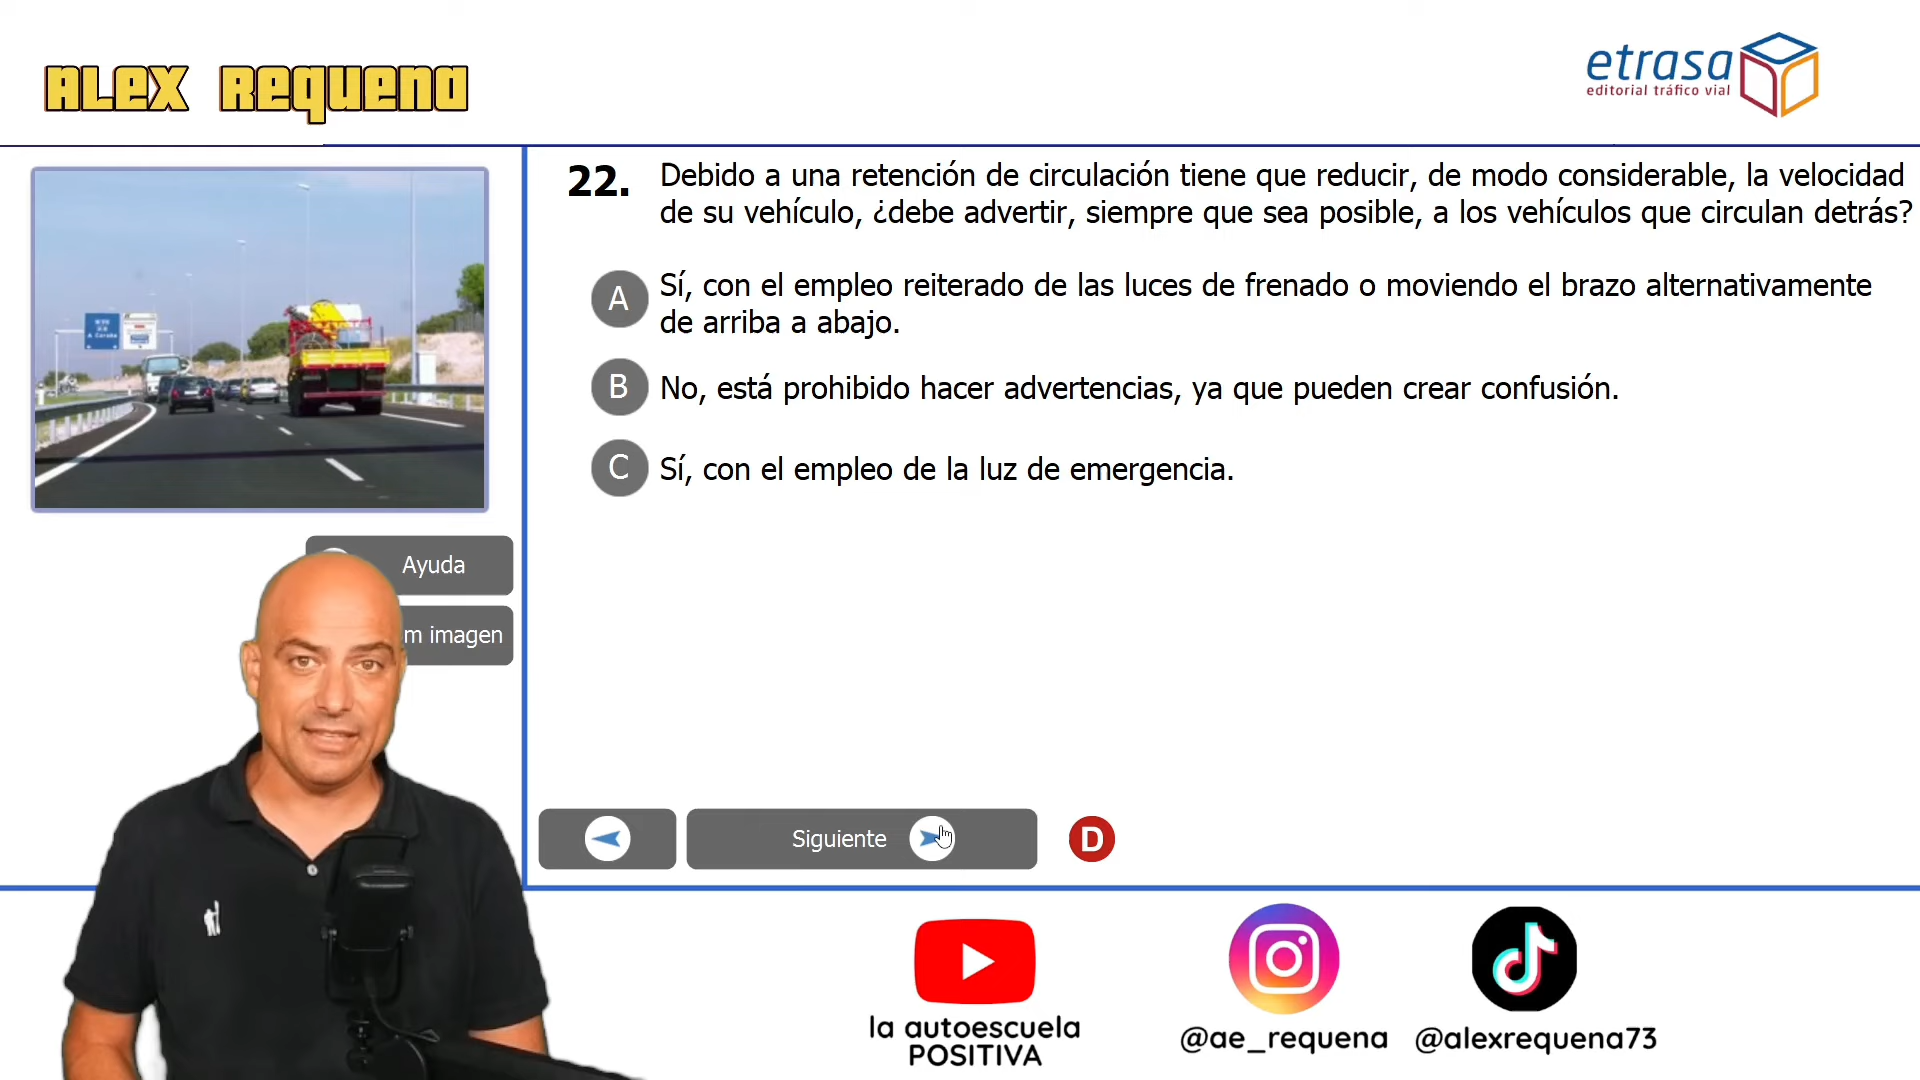 ALEX REQUENA
etrasa
editorial tráfico vial
22.
Debido a una retención de circulación tiene que reducir, de modo considerable, la velocidad
de su vehículo, ¿debe advertir, siempre que sea posible, a los vehículos que circulan detrás?
A
Sí, con el empleo reiterado de las luces de frenado o moviendo el brazo alternativamente
de arriba a abajo.
B
No, está prohibido hacer advertencias, ya que pueden crear confusión.
C
Sí, con el empleo de la luz de emergencia.
Ayuda
m imagen
Siguiente
D
la autoescuela
POSITIVA
@ae_requena
@alexrequena73